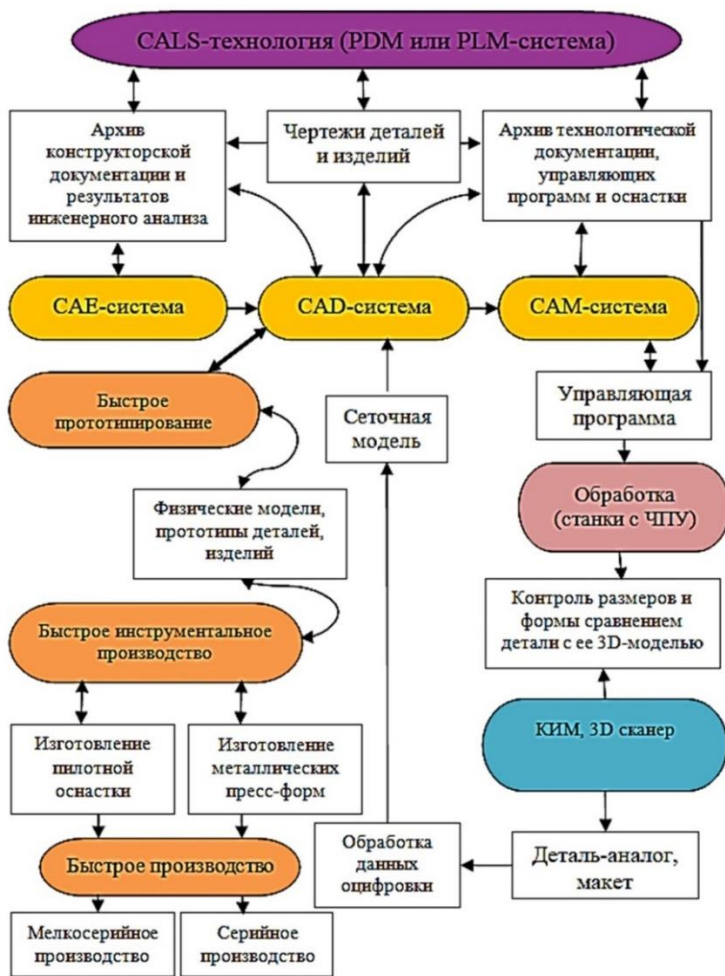 CALS-технология (PDM или PLM-система)
Архив
конструкторской
документации и
результатов
инженерного анализа
Чертежи деталей
и изделий
Архив технологической
документации,
управляющих
программ и оснастки
CAE-система
CAD-система
CAM-система
Быстрое
прототипирование
Сеточная
модель
Управляющая
программа
Физические модели,
прототипы деталей,
изделий
Обработка
(станки с ЧПУ)
Быстрое инструментальное
производство
Контроль размеров и
формы сравнением
детали с ее 3D-моделью
Изготовление
пилотной
оснастки
Изготовление
металлических
пресс-форм
КИМ, 3D сканер
Быстрое производство
Обработка
данных
оцифровки
Деталь-аналог,
макет
Мелкосерийное
производство
Серийное
производство